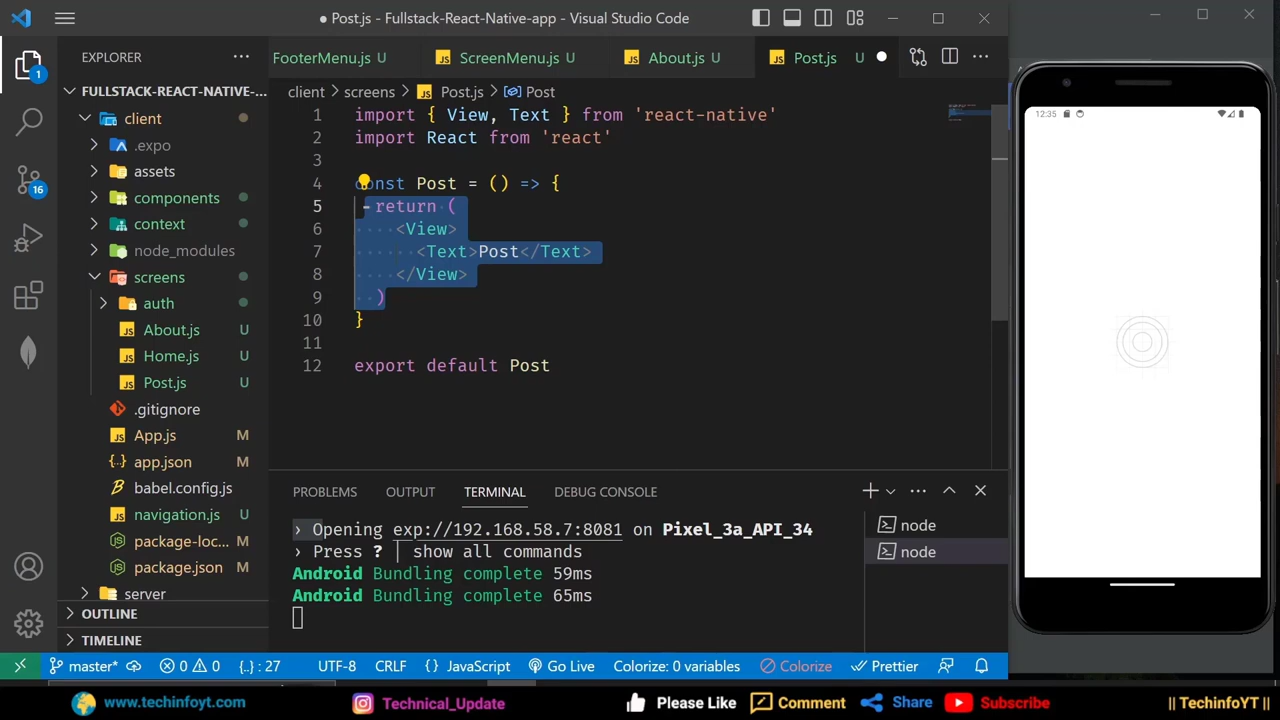 ● Post.js - Fullstack-React-Native-app - Visual Studio Code
EXPLORER
FooterMenu.js U
ScreenMenu.js U
About.js U
Post.js U
1
FULLSTACK-REACT-NATIVE-...
client > screens > Post.js > Post
client
.expo
assets
components
context
node_modules
screens
auth
About.js U
Home.js U
Post.js U
.gitignore
App.js M
app.json M
babel.config.js
navigation.js U
package-loc... M
package.json M
server
OUTLINE
TIMELINE
16
1 import { View, Text } from 'react-native'
2 import React from 'react'
3
4 const Post = () => {
5 return (
6 <View>
7 <Text>Post</Text>
8 </View>
9 )
10 }
11
12 export default Post
PROBLEMS OUTPUT TERMINAL DEBUG CONSOLE
› Opening exp://192.168.58.7:8081 on Pixel_3a_API_34
› Press ? │ show all commands
Android Bundling complete 59ms
Android Bundling complete 65ms
node
node
12:35
master* 0 0 {..} : 27 UTF-8 CRLF {} JavaScript Go Live Colorize: 0 variables Colorize Prettier
www.techinfoyt.com Technical_Update Please Like Comment Share Subscribe || TechinfoYT ||